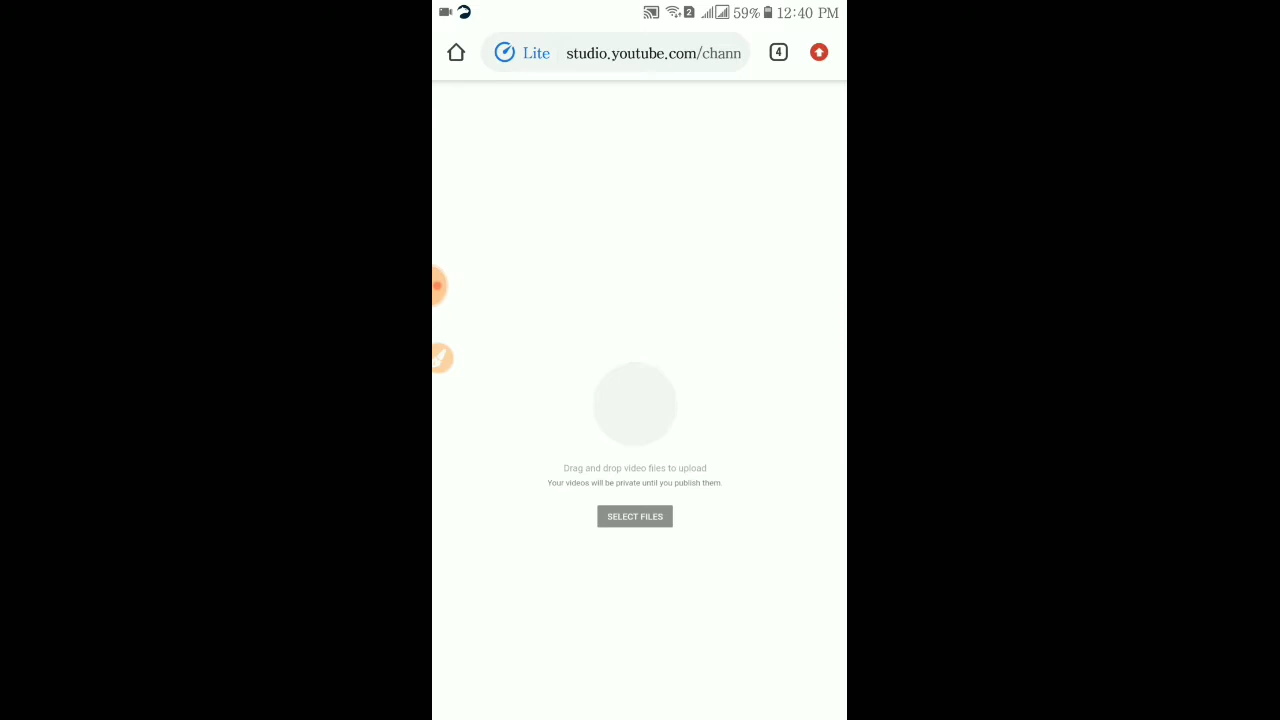 2 59% 12:40 PM
Lite studio.youtube.com/chann 4
Drag and drop video files to upload
Your videos will be private until you publish them.
SELECT FILES